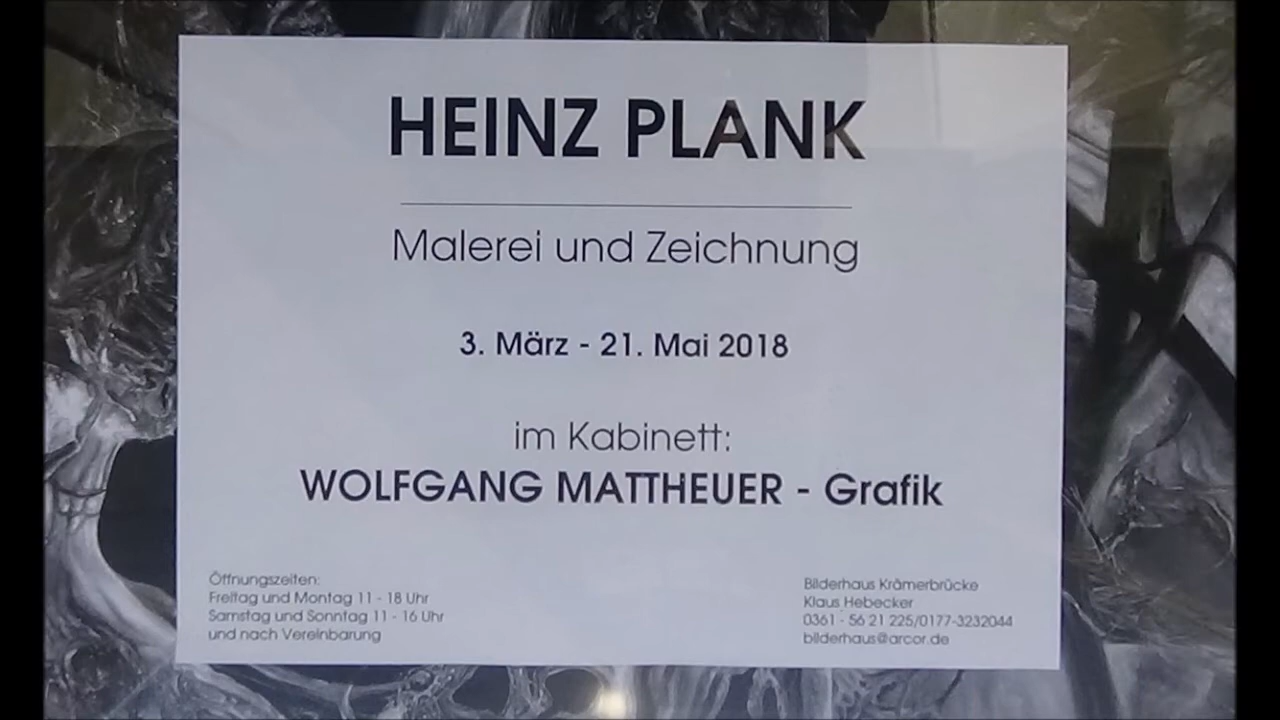 HEINZ PLANK
Malerei und Zeichnung
3. März - 21. Mai 2018
im Kabinett:
WOLFGANG MATTHEUER - Grafik
Öffnungszeiten:
Freitag und Montag 11 - 18 Uhr
Samstag und Sonntag 11 - 16 Uhr
und nach Vereinbarung
Bilderhaus Krämerbrücke
Klaus Hebecker
0361 - 56 21 225/0177-3232044
bilderhaus@arcor.de